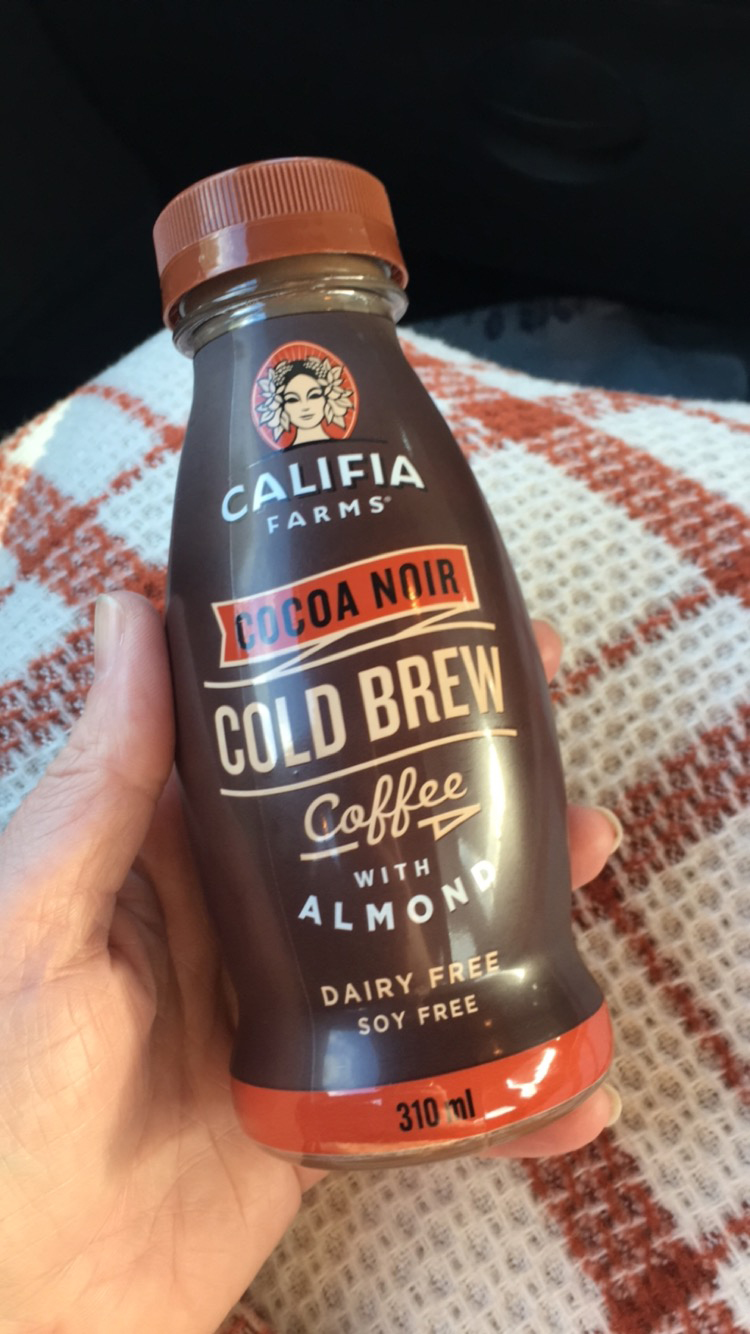 CALIFIA
FARMS®
COCOA NOIR
COLD BREW
Coffee
WITH
ALMOND
DAIRY FREE
SOY FREE
310 ml